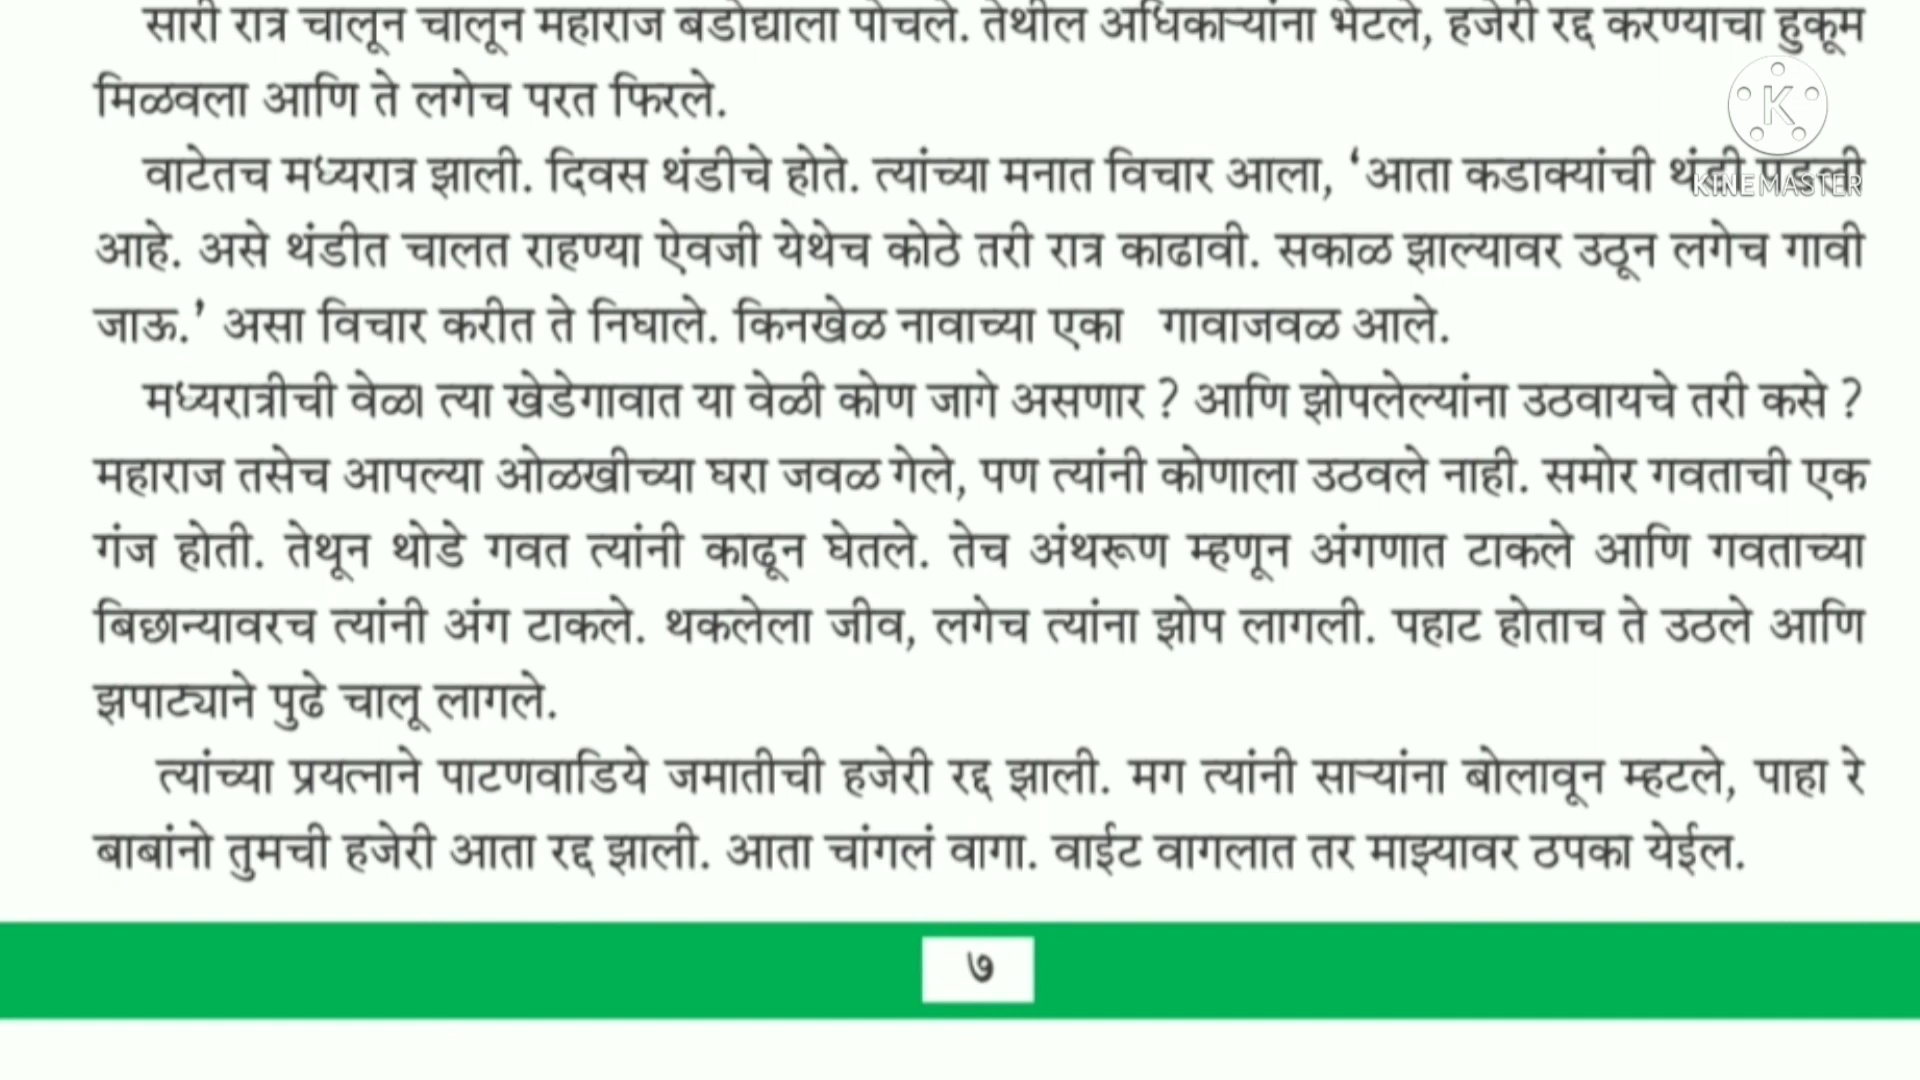 सारी रात्र चालून चालून महाराज बडोद्याला पोचले. तेथील अधिकाऱ्यांना भेटले, हजेरी रद्द करण्याचा हुकूम
मिळवला आणि ते लगेच परत फिरले.
वाटेतच मध्यरात्र झाली. दिवस थंडीचे होते. त्यांच्या मनात विचार आला, ‘आता कडाक्यांची थंडी पडली
KINEMASTER
आहे. असे थंडीत चालत राहण्या ऐवजी येथेच कोठे तरी रात्र काढावी. सकाळ झाल्यावर उठून लगेच गावी
जाऊ.’ असा विचार करीत ते निघाले. किनखेळ नावाच्या एका गावाजवळ आले.
मध्यरात्रीची वेळ। त्या खेडेगावात या वेळी कोण जागे असणार ? आणि झोपलेल्यांना उठवायचे तरी कसे ?
महाराज तसेच आपल्या ओळखीच्या घरा जवळ गेले, पण त्यांनी कोणाला उठवले नाही. समोर गवताची एक
गंज होती. तेथून थोडे गवत त्यांनी काढून घेतले. तेच अंथरूण म्हणून अंगणात टाकले आणि गवताच्या
बिछान्यावरच त्यांनी अंग टाकले. थकलेला जीव, लगेच त्यांना झोप लागली. पहाट होताच ते उठले आणि
झपाट्याने पुढे चालू लागले.
त्यांच्या प्रयत्नाने पाटणवाडिये जमातीची हजेरी रद्द झाली. मग त्यांनी साऱ्यांना बोलावून म्हटले, पाहा रे
बाबांनो तुमची हजेरी आता रद्द झाली. आता चांगलं वागा. वाईट वागलात तर माझ्यावर ठपका येईल.
७